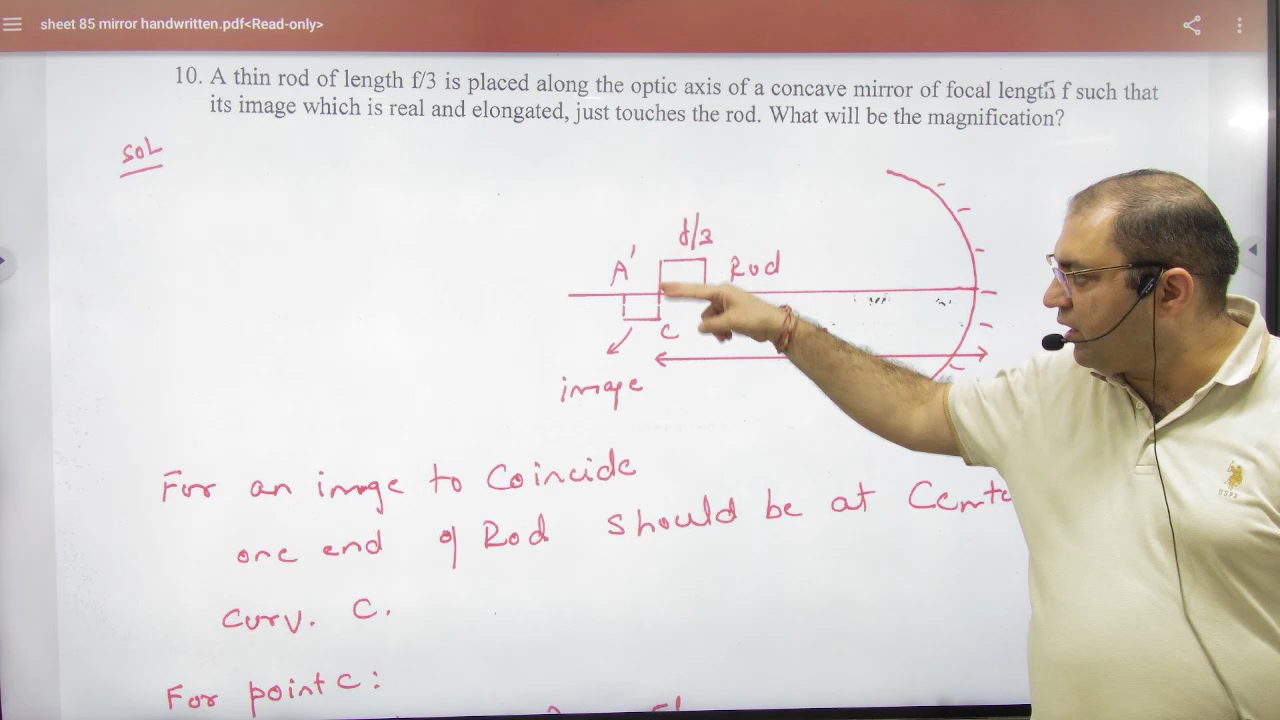 sheet 85 mirror handwritten.pdf<Read-only>
10. A thin rod of length f/3 is placed along the optic axis of a concave mirror of focal length f such that
its image which is real and elongated, just touches the rod. What will be the magnification?
Sol
f/3
A' Rod
C
image
For an image to Coincide
one end of Rod should be at Cente
Curv. C.
For point C:
USPA